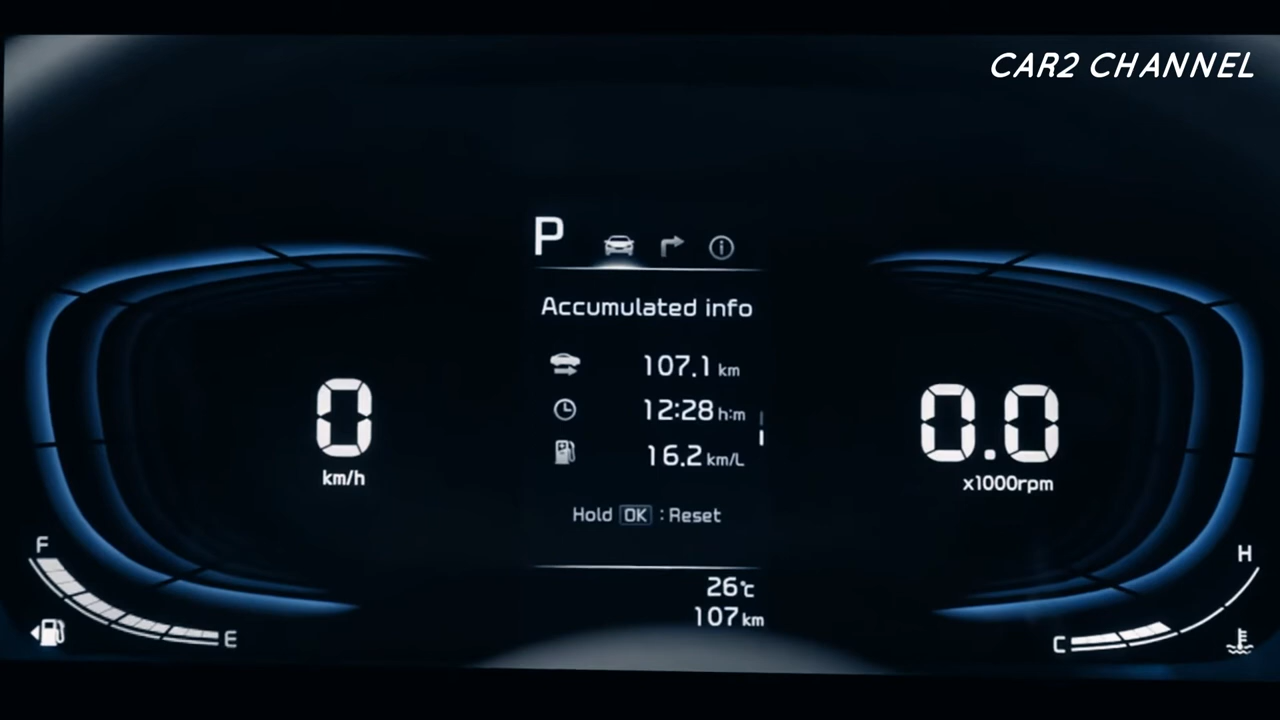 CAR2 CHANNEL
P
Accumulated info
107.1 km
12:28 h:m
16.2 km/L
Hold OK : Reset
0
km/h
0.0
x1000rpm
F
E
26℃
107 km
H
C